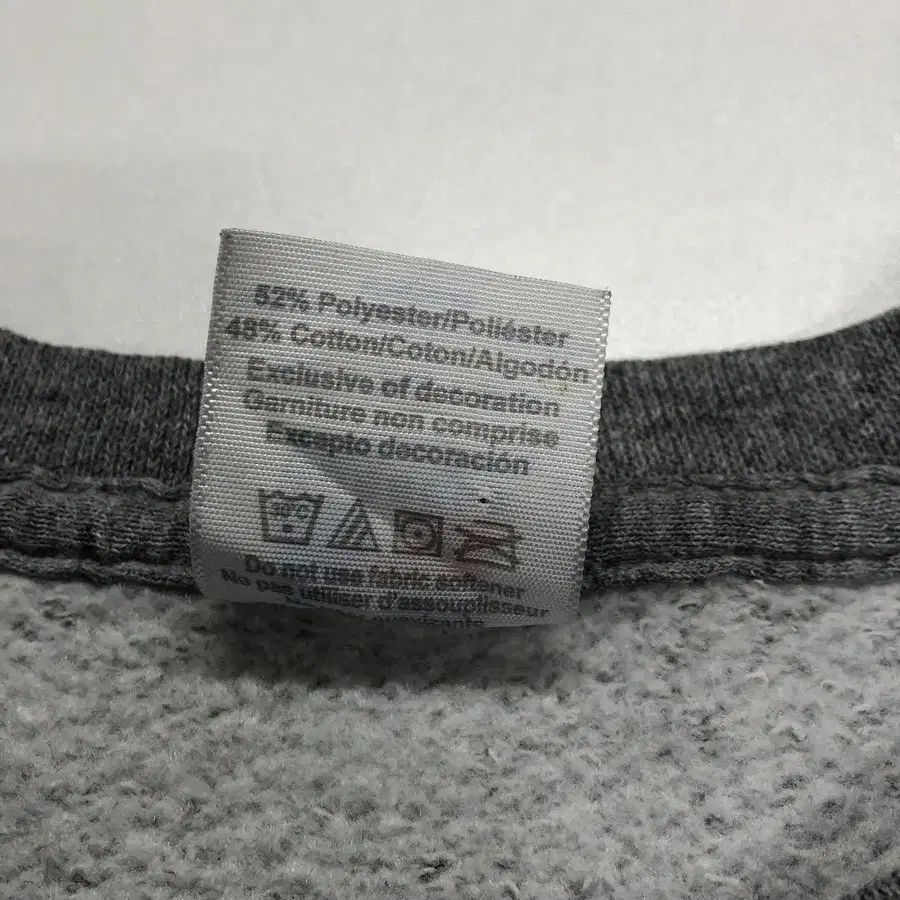 52% Polyester/Poliéster
48% Cotton/Coton/Algodón
Exclusive of decoration
Garniture non comprise
Excepto decoración
30°C
Do not use fabric softener
Ne pas utiliser d'assouplisseur